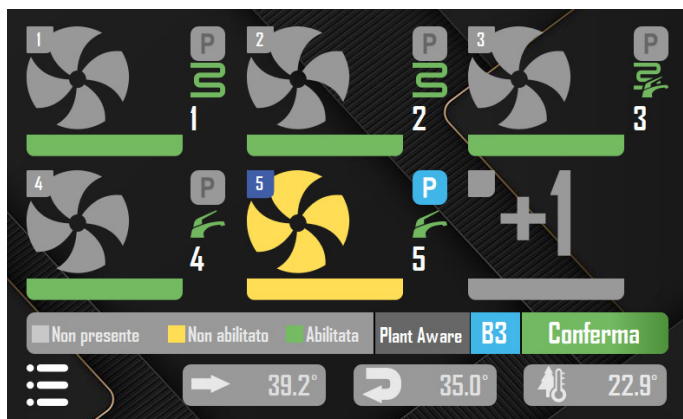 1 P 2 P 3 P
1 2 3
4 P 5 P +1
4 5
Non presente Non abilitato Abilitata Plant Aware B3 Conferma
39.2° 35.0° 22.9°